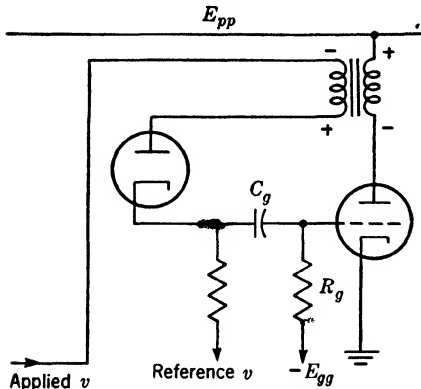 E_pp
- +
+ -
C_g
R_g
Applied v
Reference v
-E_gg